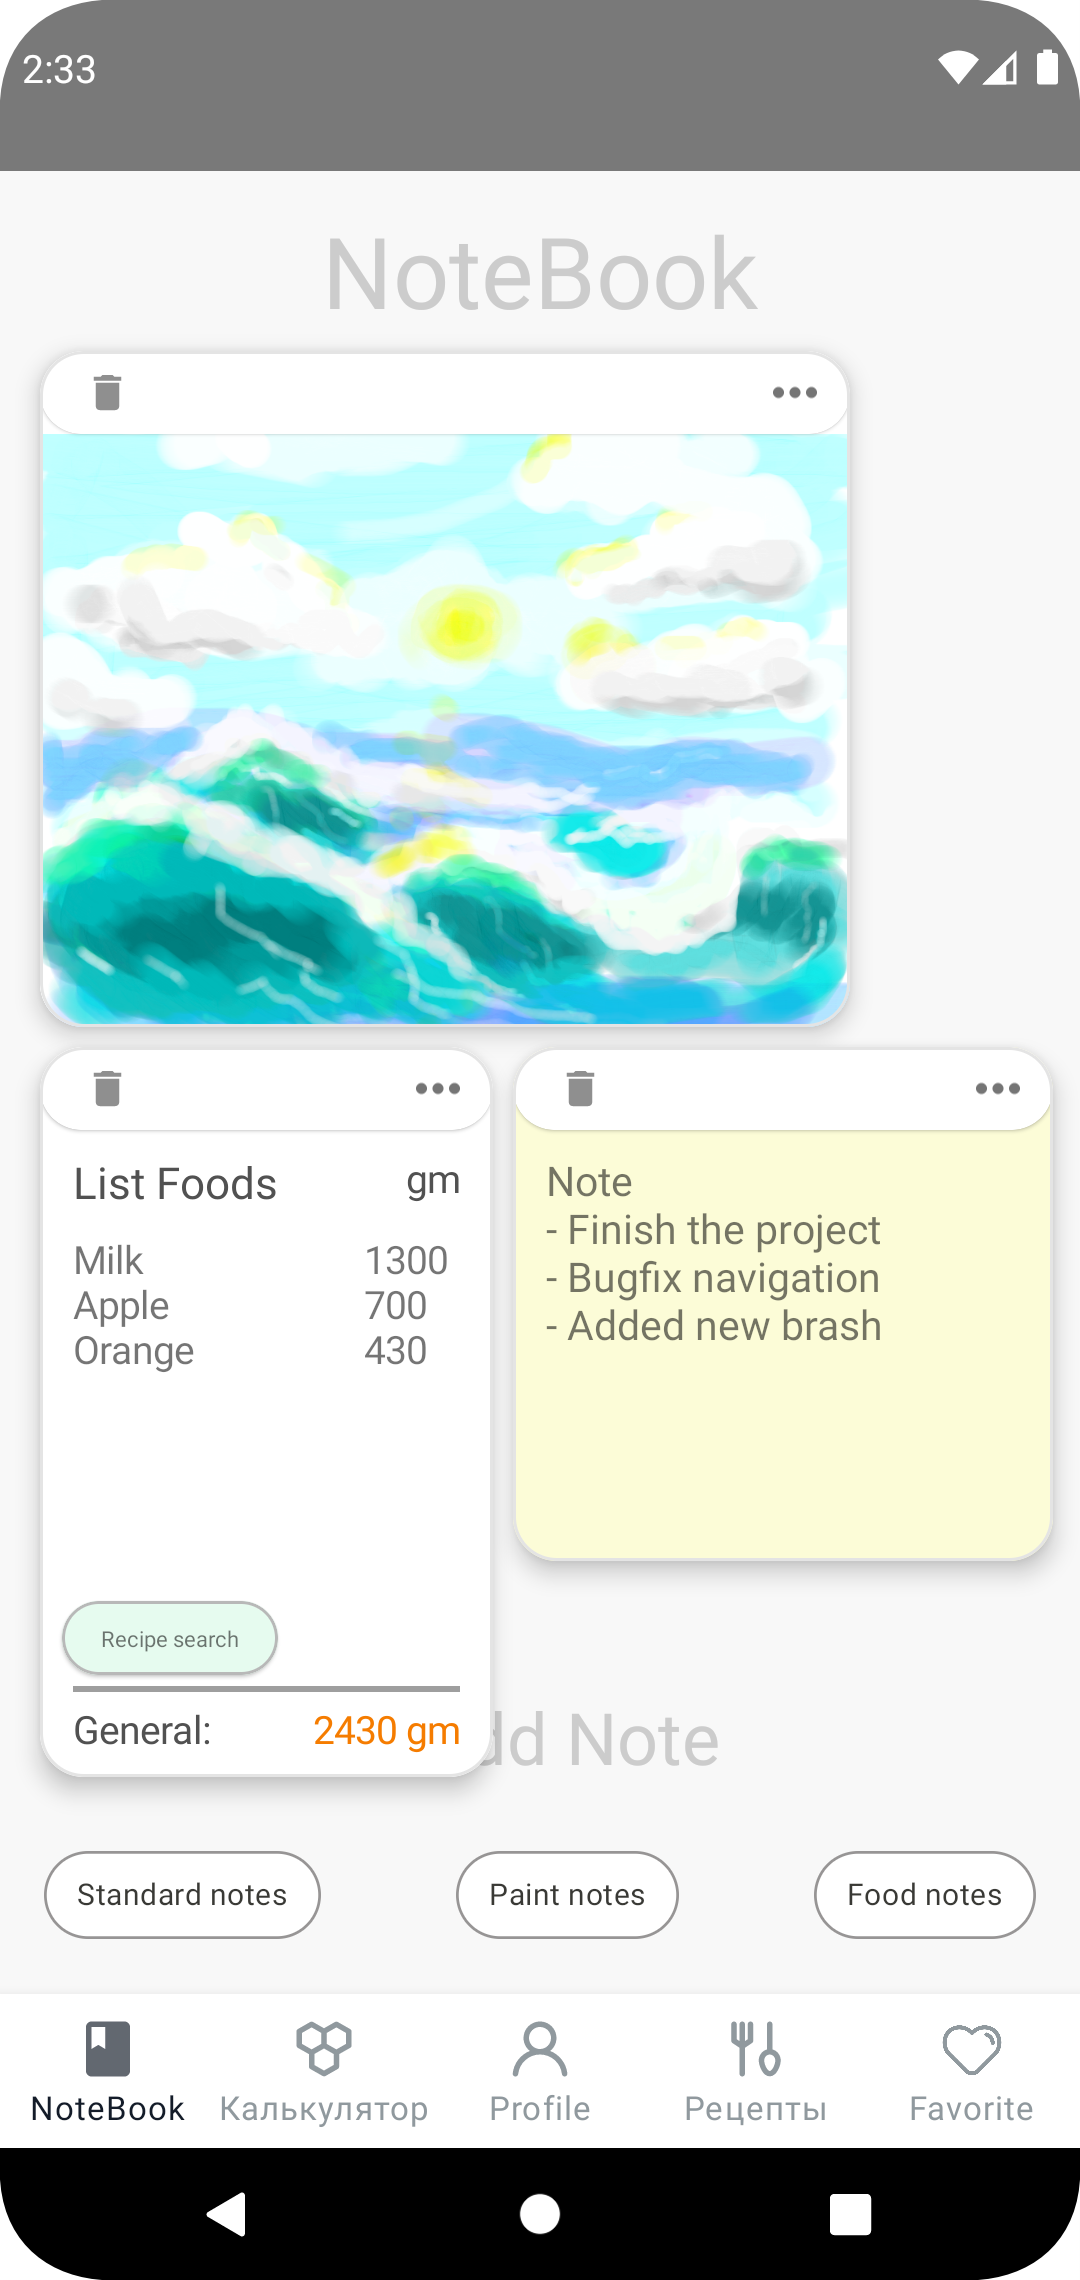 2:33
NoteBook
List Foods gm
Milk 1300
Apple 700
Orange 430
Recipe search
General: 2430 gm
Note
- Finish the project
- Bugfix navigation
- Added new brash
dd Note
Standard notes
Paint notes
Food notes
NoteBook
Калькулятор
Profile
Рецепты
Favorite